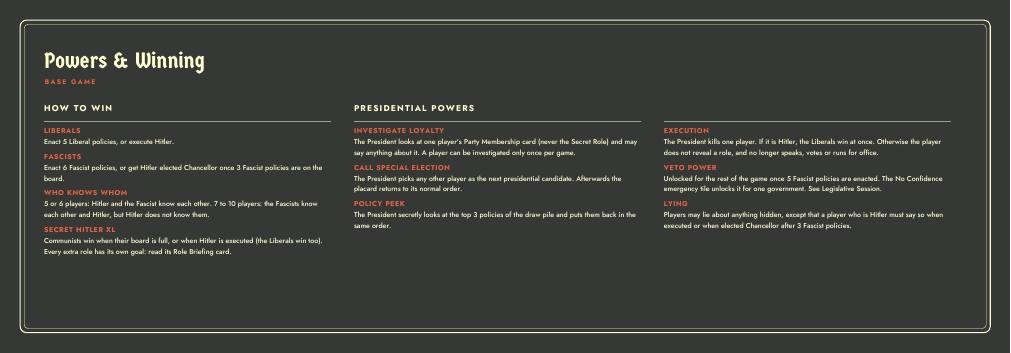 Powers & Winning
BASE GAME
HOW TO WIN
LIBERALS
Enact 5 Liberal policies, or execute Hitler.
FASCISTS
Enact 6 Fascist policies, or get Hitler elected Chancellor once 3 Fascist policies are on the
board.
WHO KNOWS WHOM
5 or 6 players: Hitler and the Fascist know each other. 7 to 10 players: the Fascists know
each other and Hitler, but Hitler does not know them.
SECRET HITLER XL
Communists win when their board is full, or when Hitler is executed (the Liberals win too).
Every extra role has its own goal: read its Role Briefing card.
PRESIDENTIAL POWERS
INVESTIGATE LOYALTY
The President looks at one player's Party Membership card (never the Secret Role) and may
say anything about it. A player can be investigated only once per game.
CALL SPECIAL ELECTION
The President picks any other player as the next presidential candidate. Afterwards the
placard returns to its normal order.
POLICY PEEK
The President secretly looks at the top 3 policies of the draw pile and puts them back in the
same order.
EXECUTION
The President kills one player. If it is Hitler, the Liberals win at once. Otherwise the player
does not reveal a role, and no longer speaks, votes or runs for office.
VETO POWER
Unlocked for the rest of the game once 5 Fascist policies are enacted. The No Confidence
emergency tile unlocks it for one government. See Legislative Session.
LYING
Players may lie about anything hidden, except that a player who is Hitler must say so when
executed or when elected Chancellor after 3 Fascist policies.